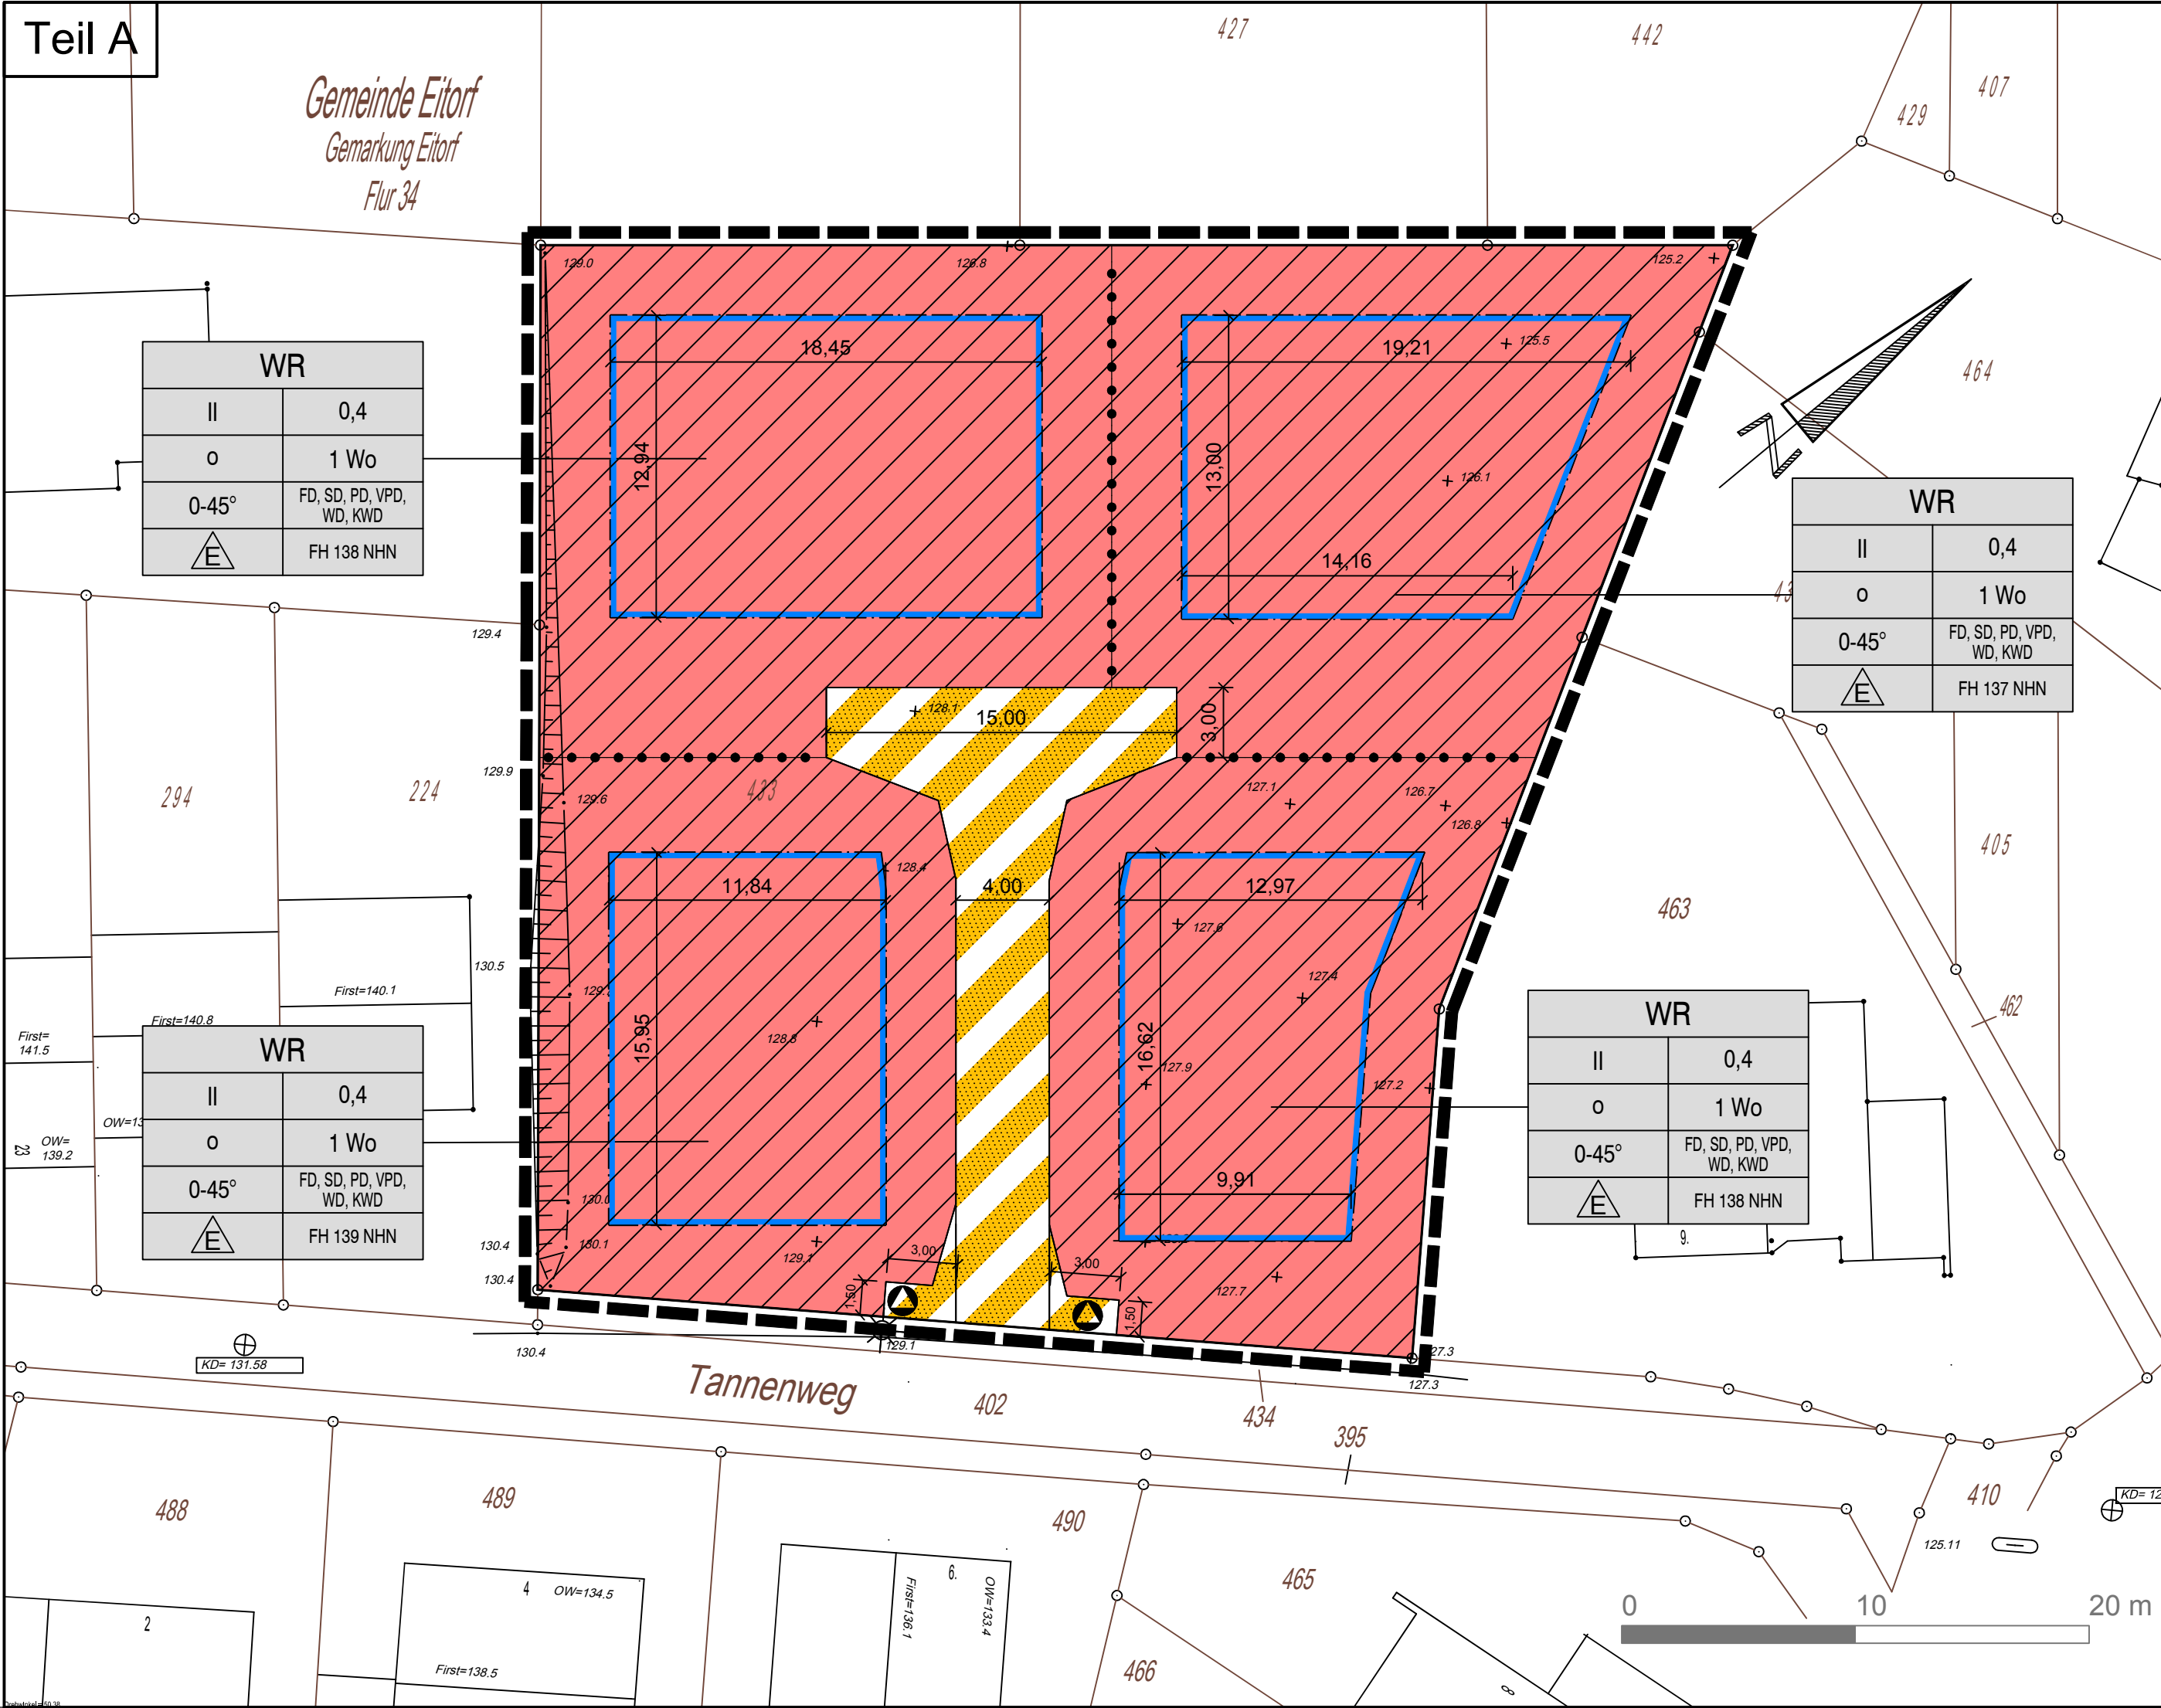 Teil A
Gemeinde Eitorf
Gemarkung Eitorf
Flur 34
427
442
407
429
464
129.0
126.8
125.2
18,45
19,21
125.5
12,94
13,00
126.1
14,16
WR
II 0,4
o 1 Wo
0-45° FD, SD, PD, VPD,
WD, KWD
E FH 138 NHN
WR
II 0,4
o 1 Wo
0-45° FD, SD, PD, VPD,
WD, KWD
E FH 137 NHN
129.4
128.1
15,00
3,00
129.9
129.6
433
127.1
126.7
126.8
294
224
405
128.4
11,84
4,00
12,97
127.6
463
130.5
127.4
462
First=140.1
First=140.8
First=
141.5
15,95
128.8
16,62
127.9
127.2
WR
II 0,4
o 1 Wo
0-45° FD, SD, PD, VPD,
WD, KWD
E FH 139 NHN
WR
II 0,4
o 1 Wo
0-45° FD, SD, PD, VPD,
WD, KWD
E FH 138 NHN
23
OW=
139.2
9,91
130.4
130.1
129.1
3,00
3,00
9.
130.4
1,50
1,50
127.7
KD= 131.58
130.4
129.1
127.3
Tannenweg
402
434
395
488
489
490
465
466
410
125.11
2
4
OW=134.5
First=138.5
6.
First=136.1
OW=133.4
8
0 10 20 m